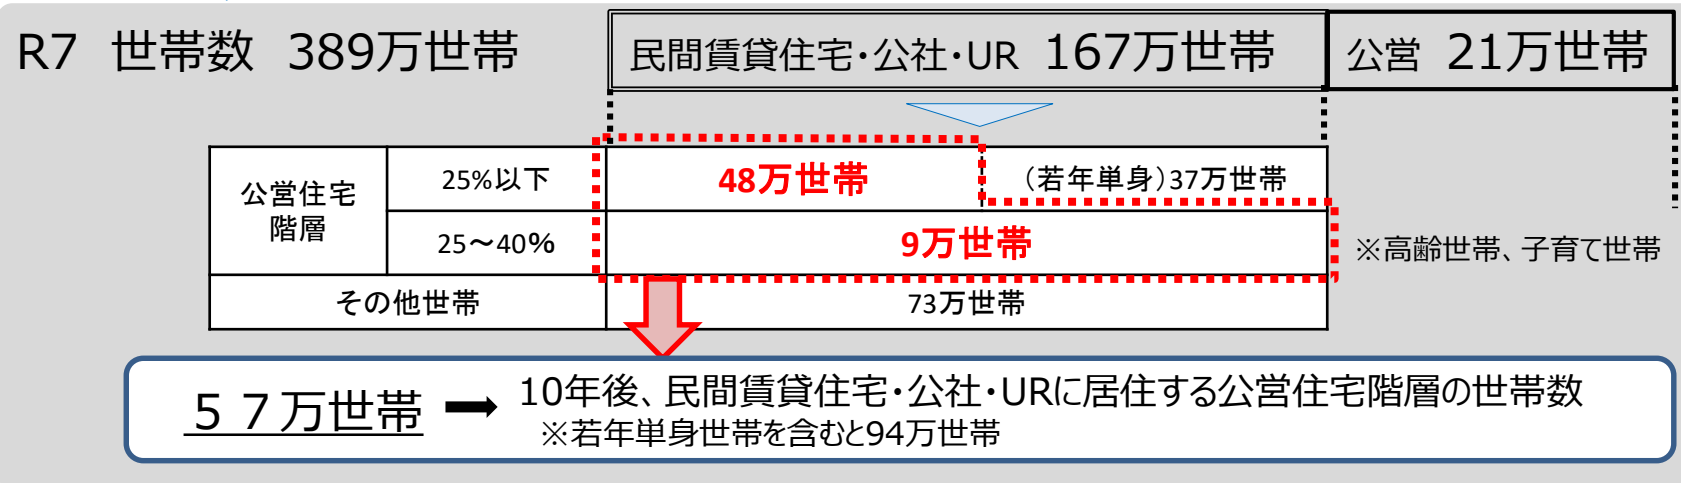 R7 世帯数 389万世帯
民間賃貸住宅・公社・UR 167万世帯
公営 21万世帯
公営住宅
階層
25%以下
48万世帯
（若年単身）37万世帯
25～40%
9万世帯
※高齢世帯、子育て世帯
その他世帯
73万世帯
５７万世帯
10年後、民間賃貸住宅・公社・URに居住する公営住宅階層の世帯数
※若年単身世帯を含むと94万世帯